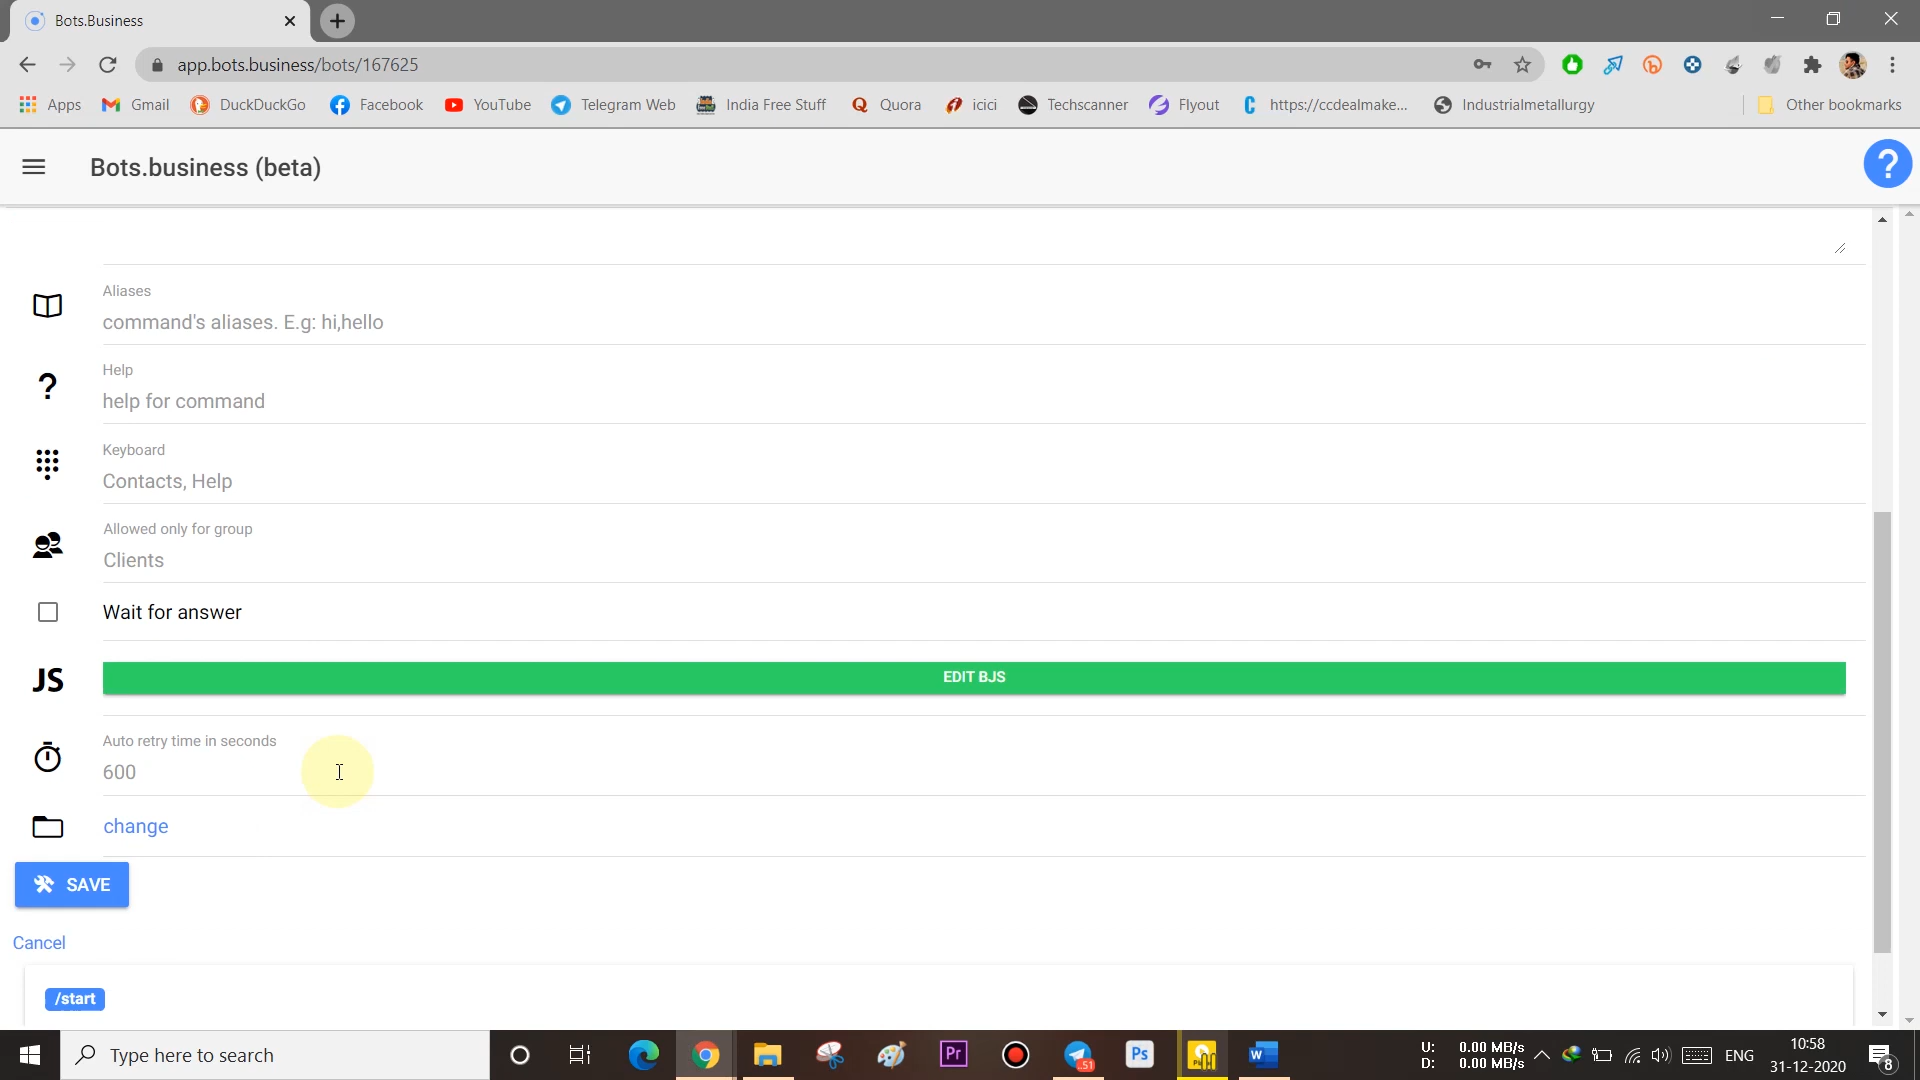 Bots.Business
app.bots.business/bots/167625
Apps Gmail DuckDuckGo Facebook YouTube Telegram Web India Free Stuff Quora icici Techscanner Flyout https://ccdealmake... Industrialmetallurgy Other bookmarks
Bots.business (beta)
?
Aliases
command's aliases. E.g: hi,hello
?
Help
help for command
Keyboard
Contacts, Help
Allowed only for group
Clients
Wait for answer
JS
EDIT BJS
Auto retry time in seconds
600
change
SAVE
Cancel
/start
Type here to search
Pr
51
Ps
W
U: 0.00 MB/s
D: 0.00 MB/s
ENG
10:58
31-12-2020
8